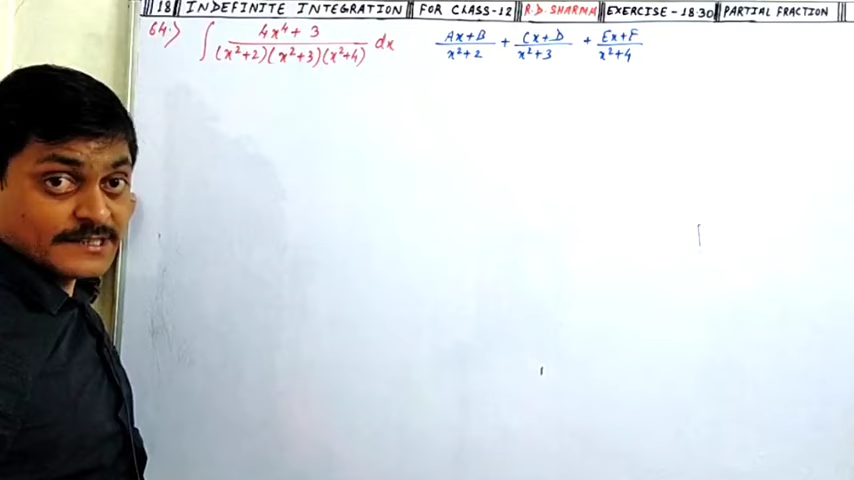 18 INDEFINITE INTEGRATION FOR CLASS-12 R.D. SHARMA EXERCISE-18.30 PARTIAL FRACTION
64.> ∫ (4x⁴+3)/((x²+2)(x²+3)(x²+4)) dx (Ax+B)/(x²+2) + (Cx+D)/(x²+3) + (Ex+F)/(x²+4)